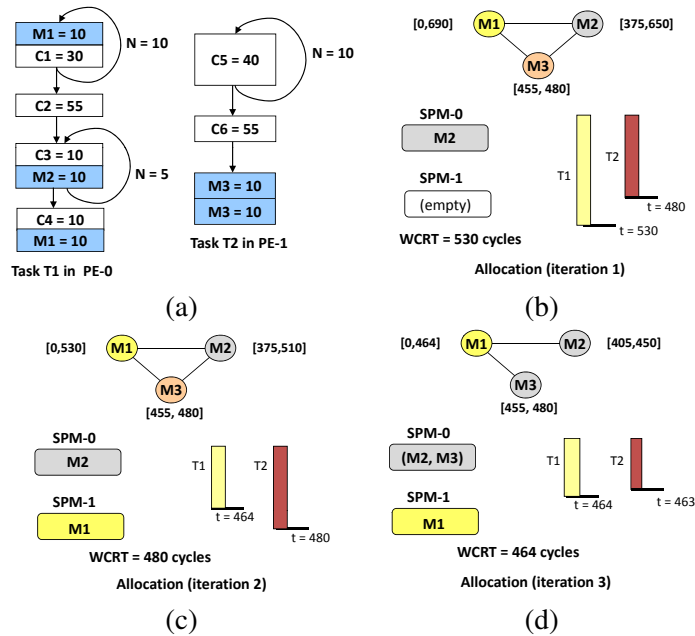 M1 = 10
C1 = 30
N = 10
C2 = 55
C3 = 10
M2 = 10
N = 5
C4 = 10
M1 = 10
Task T1 in PE-0
C5 = 40
N = 10
C6 = 55
M3 = 10
M3 = 10
Task T2 in PE-1
(a)
[0,690] M1 M2 [375,650]
M3
[455, 480]
SPM-0
M2
SPM-1
(empty)
T1
T2
t = 480
t = 530
WCRT = 530 cycles
Allocation (iteration 1)
(b)
[0,530] M1 M2 [375,510]
M3
[455, 480]
SPM-0
M2
SPM-1
M1
T1
T2
t = 464
t = 480
WCRT = 480 cycles
Allocation (iteration 2)
(c)
[0,464] M1 M2 [405,450]
M3
[455, 480]
SPM-0
(M2, M3)
SPM-1
M1
T1
T2
t =464
t =463
WCRT = 464 cycles
Allocation (iteration 3)
(d)